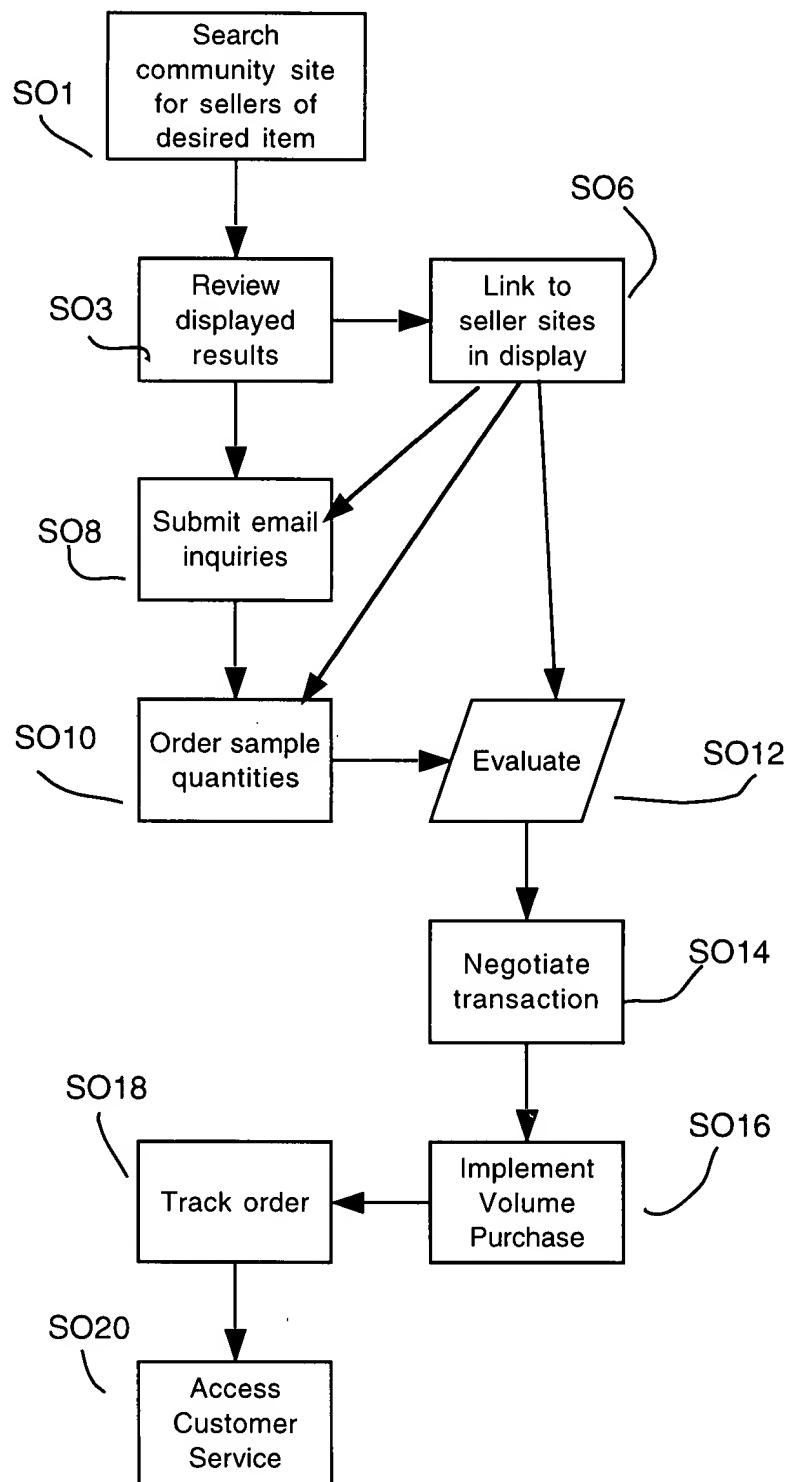 Search
community site
for sellers of
desired item
SO1
SO6
Review
displayed
results
SO3
Link to
seller sites
in display
Submit email
inquiries
SO8
Order sample
quantities
SO10
Evaluate
SO12
Negotiate
transaction
SO14
SO18
Track order
Implement
Volume
Purchase
SO16
SO20
Access
Customer
Service